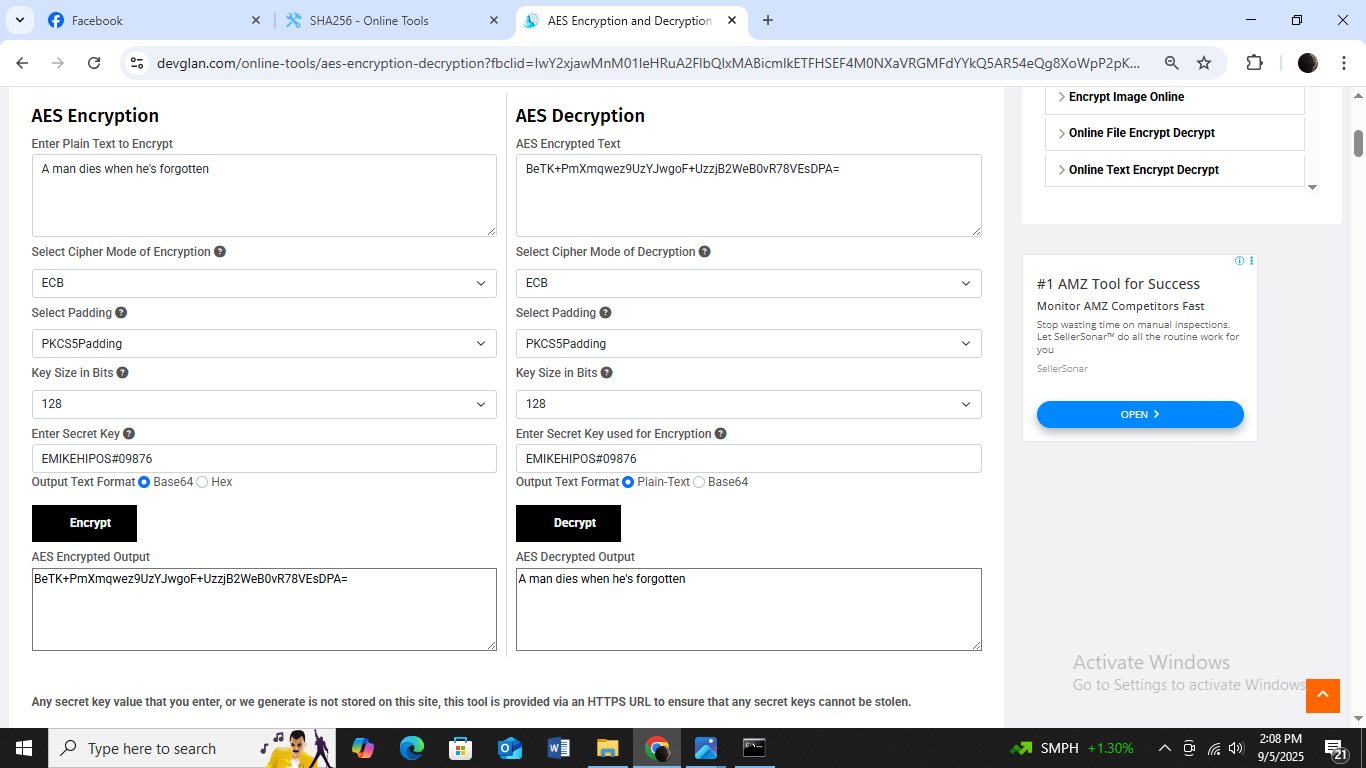 Facebook
SHA256 - Online Tools
AES Encryption and Decryption
devglan.com/online-tools/aes-encryption-decryption?fbclid=IwY2xjawMnM01leHRuA2FlbQIxMABicmlkETFHSEF4M0NXaVRGMFdYYkQ5AR54eQg8XoWpP2pK...
AES Encryption
Enter Plain Text to Encrypt
A man dies when he's forgotten
Select Cipher Mode of Encryption ?
ECB
Select Padding ?
PKCS5Padding
Key Size in Bits ?
128
Enter Secret Key ?
EMIKEHIPOS#09876
Output Text Format Base64 Hex
Encrypt
AES Encrypted Output
BeTK+PmXmqwez9UzYJwgoF+UzzjB2WeB0vR78VEsDPA=
AES Decryption
AES Encrypted Text
BeTK+PmXmqwez9UzYJwgoF+UzzjB2WeB0vR78VEsDPA=
Select Cipher Mode of Decryption ?
ECB
Select Padding ?
PKCS5Padding
Key Size in Bits ?
128
Enter Secret Key used for Encryption ?
EMIKEHIPOS#09876
Output Text Format Plain-Text Base64
Decrypt
AES Decrypted Output
A man dies when he's forgotten
Any secret key value that you enter, or we generate is not stored on this site, this tool is provided via an HTTPS URL to ensure that any secret keys cannot be stolen.
Encrypt Image Online
Online File Encrypt Decrypt
Online Text Encrypt Decrypt
#1 AMZ Tool for Success
Monitor AMZ Competitors Fast
Stop wasting time on manual inspections.
Let SellerSonar™ do all the routine work for
you
SellerSonar
OPEN
Activate Windows
Go to Settings to activate Windows
Type here to search
SMPH +1.30%
2:08 PM
9/5/2025
21